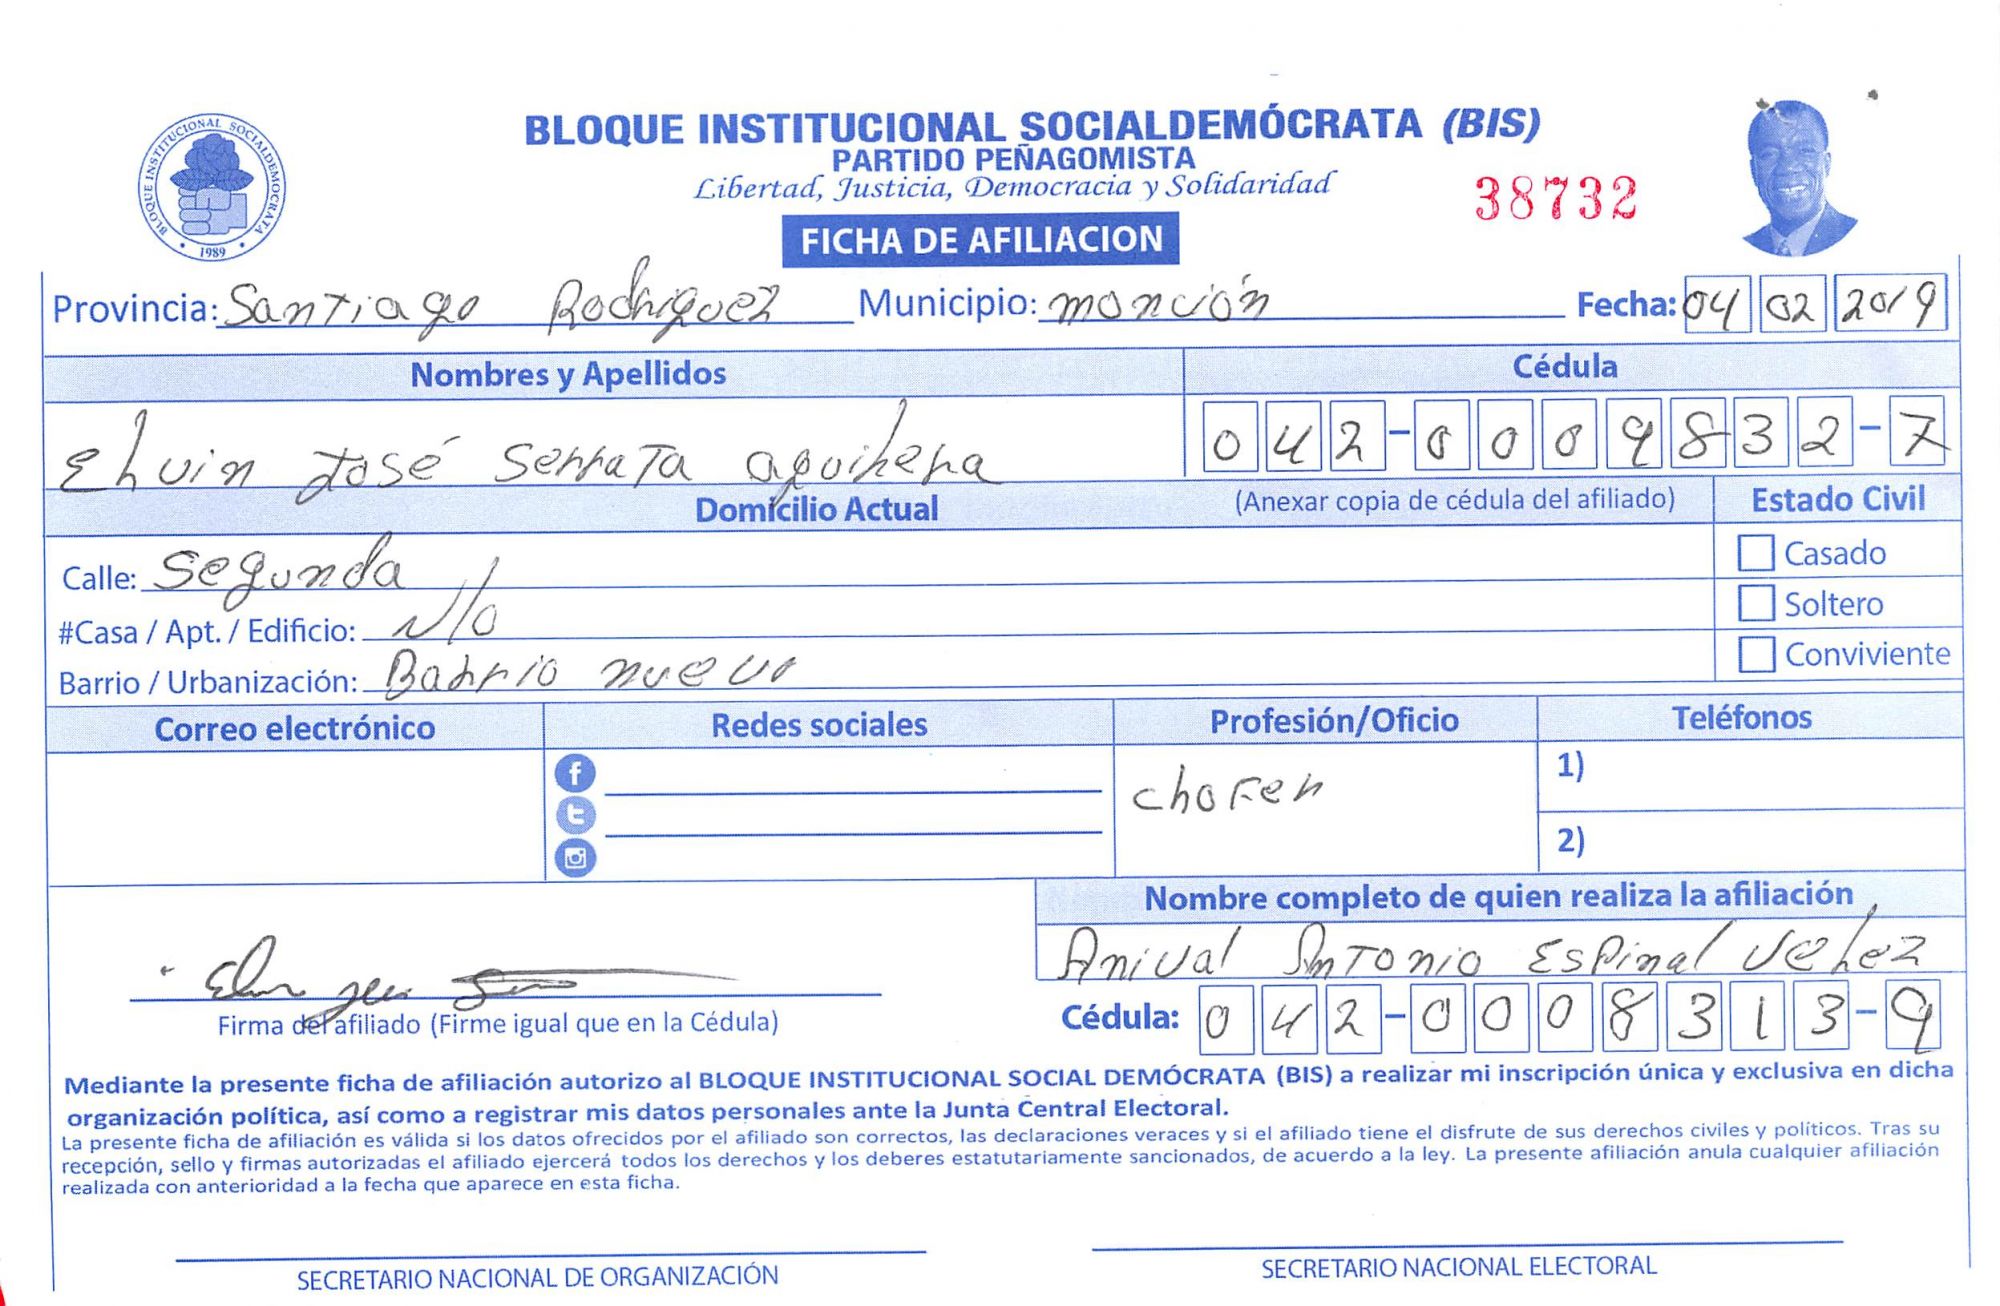 BLOQUE INSTITUCIONAL SOCIALDEMÓCRATA (BIS)
PARTIDO PEÑAGOMISTA
Libertad, Justicia, Democracia y Solidaridad
38732
BLOQUE INSTITUCIONAL SOCIALDEMOCRATA
1989
FICHA DE AFILIACION
Provincia: Santiago Rodriguez Municipio: monción Fecha: 04 02 2019
Nombres y Apellidos Cédula
Elvin José Serrata aguilera 042-0009832-7
Domicilio Actual (Anexar copia de cédula del afiliado) Estado Civil
Calle: Segunda Casado
#Casa / Apt. / Edificio: N/O Soltero
Barrio / Urbanización: Barrio nuevo Conviviente
Correo electrónico Redes sociales Profesión/Oficio Teléfonos
chofer 1)
2)
Nombre completo de quien realiza la afiliación
Anival Antonio Espinal Velez
Firma del afiliado (Firme igual que en la Cédula) Cédula: 042-0008313-9
Mediante la presente ficha de afiliación autorizo al BLOQUE INSTITUCIONAL SOCIAL DEMÓCRATA (BIS) a realizar mi inscripción única y exclusiva en dicha
organización política, así como a registrar mis datos personales ante la Junta Central Electoral.
La presente ficha de afiliación es válida si los datos ofrecidos por el afiliado son correctos, las declaraciones veraces y si el afiliado tiene el disfrute de sus derechos civiles y políticos. Tras su
recepción, sello y firmas autorizadas el afiliado ejercerá todos los derechos y los deberes estatutariamente sancionados, de acuerdo a la ley. La presente afiliación anula cualquier afiliación
realizada con anterioridad a la fecha que aparece en esta ficha.
SECRETARIO NACIONAL DE ORGANIZACIÓN SECRETARIO NACIONAL ELECTORAL